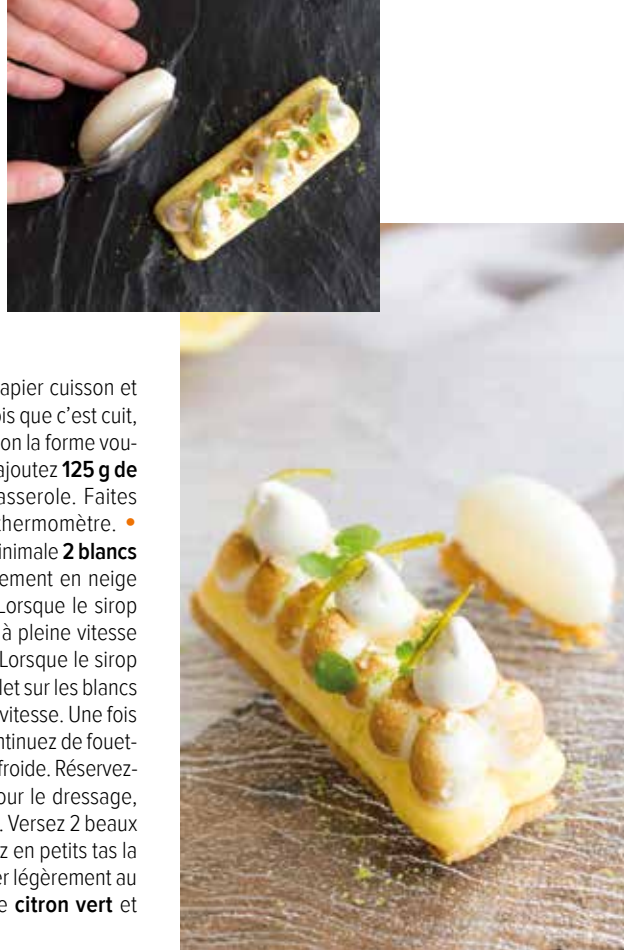 apier cuisson et
is que c’est cuit,
on la forme vou-
ajoutez 125 g de
asserole. Faites
thermomètre. •
inimale 2 blancs
ement en neige
Lorsque le sirop
à pleine vitesse
Lorsque le sirop
let sur les blancs
vitesse. Une fois
ntinuez de fouet-
froide. Réservez-
our le dressage,
. Versez 2 beaux
z en petits tas la
er légèrement au
e citron vert et